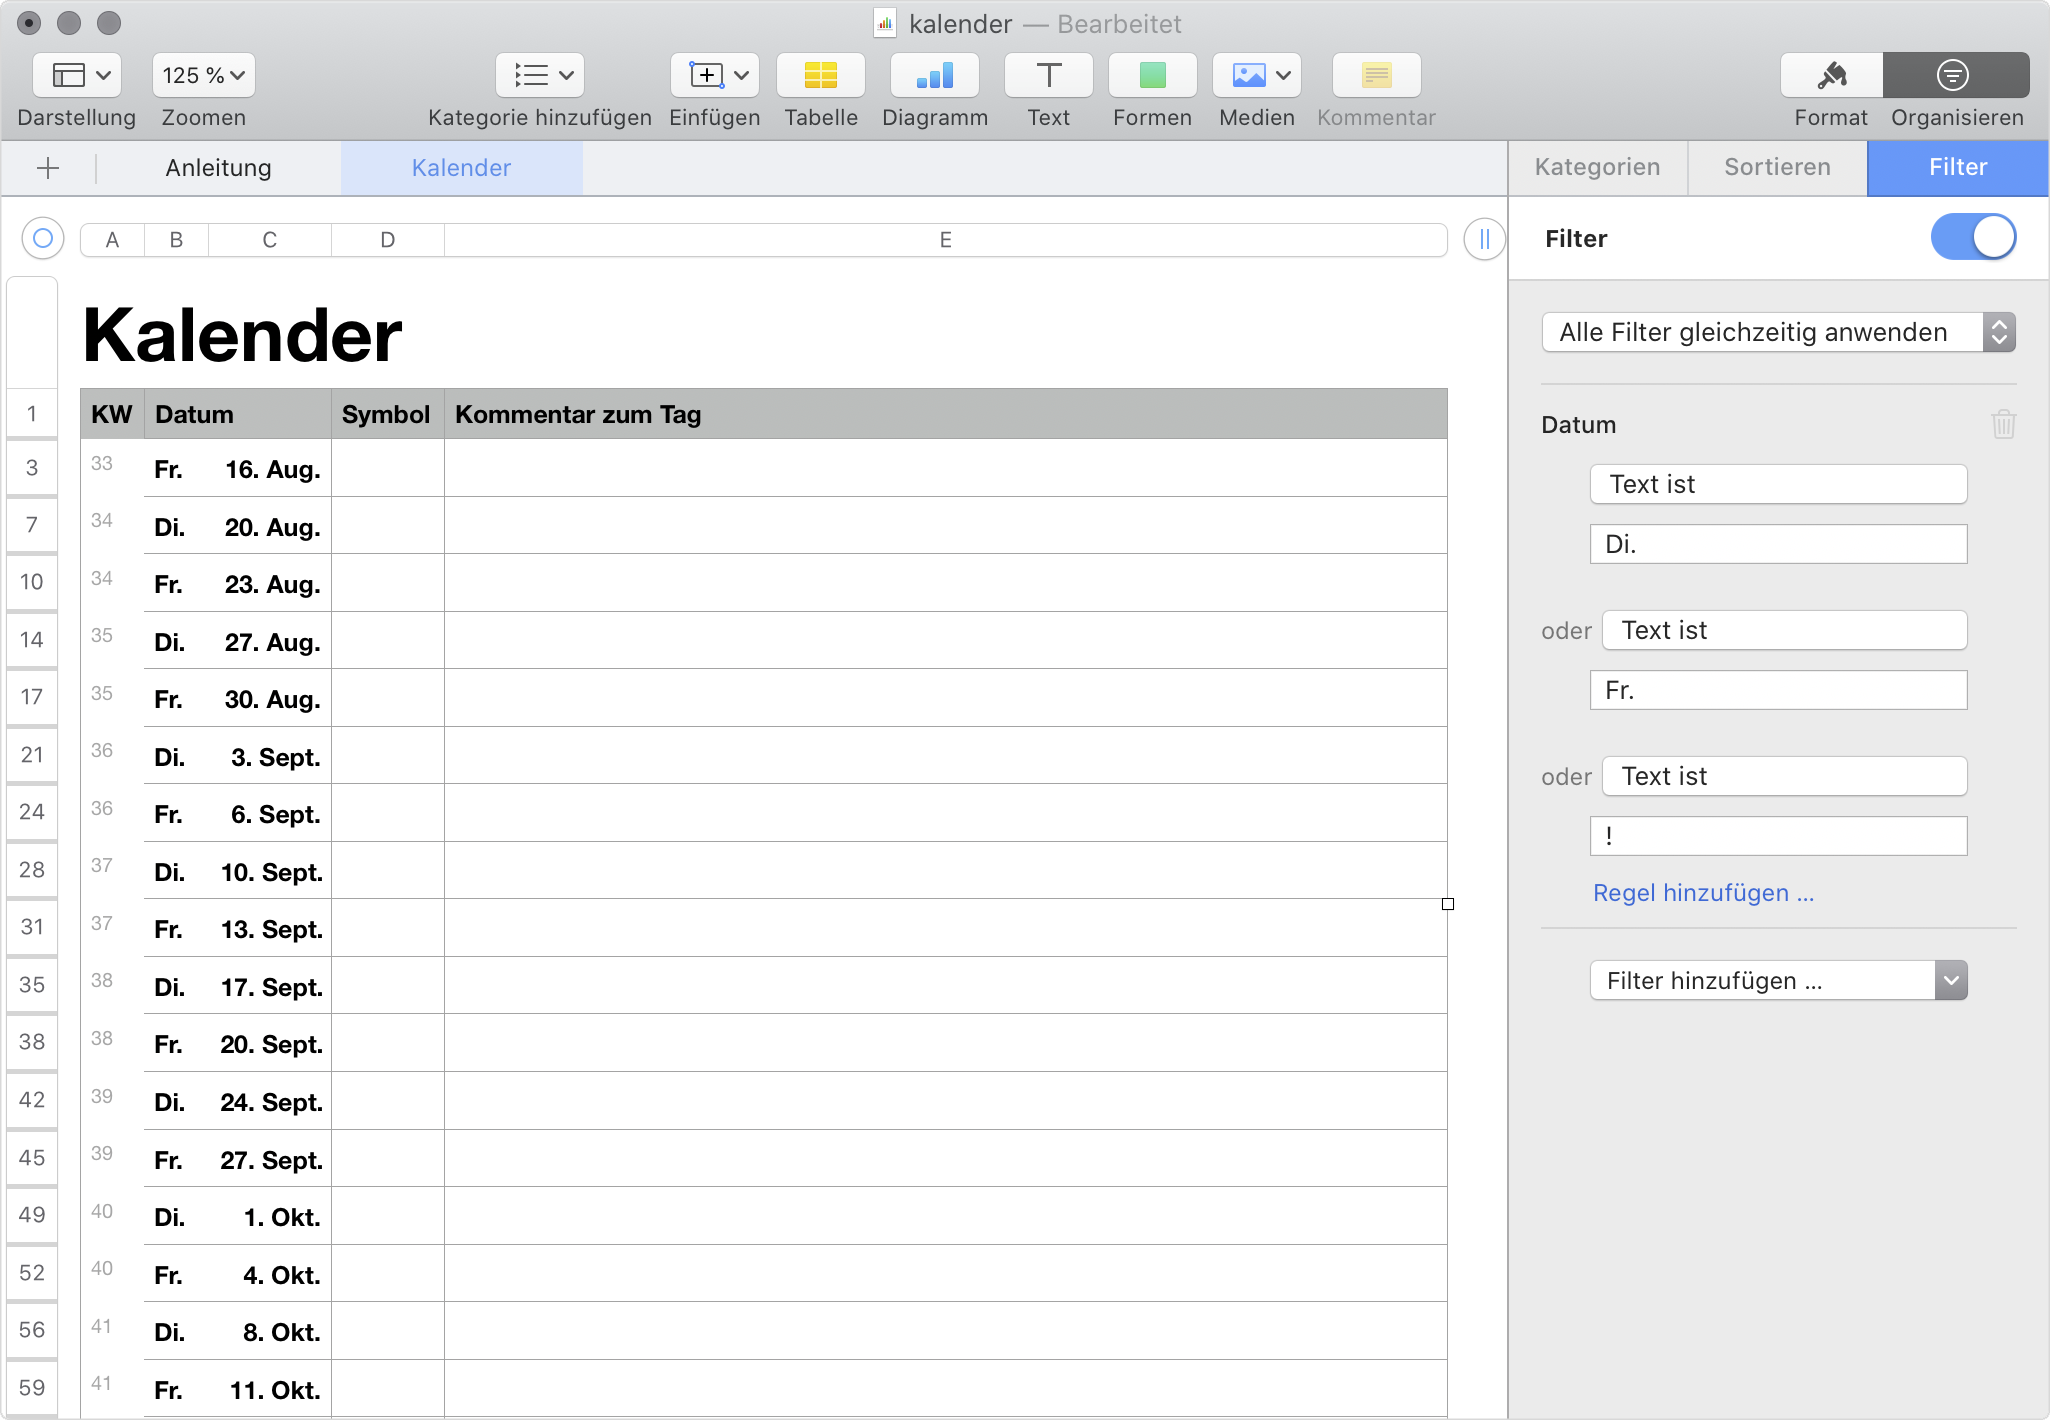 kalender — Bearbeitet
125 %
Darstellung Zoomen Kategorie hinzufügen Einfügen Tabelle Diagramm Text Formen Medien Kommentar Format Organisieren
Anleitung Kalender Kategorien Sortieren Filter
A B C D E
Filter
Alle Filter gleichzeitig anwenden
Datum
Text ist
Di.
oder Text ist
Fr.
oder Text ist
!
Regel hinzufügen ...
Filter hinzufügen ...
Kalender
1 KW Datum Symbol Kommentar zum Tag
3 33 Fr. 16. Aug.
7 34 Di. 20. Aug.
10 34 Fr. 23. Aug.
14 35 Di. 27. Aug.
17 35 Fr. 30. Aug.
21 36 Di. 3. Sept.
24 36 Fr. 6. Sept.
28 37 Di. 10. Sept.
31 37 Fr. 13. Sept.
35 38 Di. 17. Sept.
38 38 Fr. 20. Sept.
42 39 Di. 24. Sept.
45 39 Fr. 27. Sept.
49 40 Di. 1. Okt.
52 40 Fr. 4. Okt.
56 41 Di. 8. Okt.
59 41 Fr. 11. Okt.